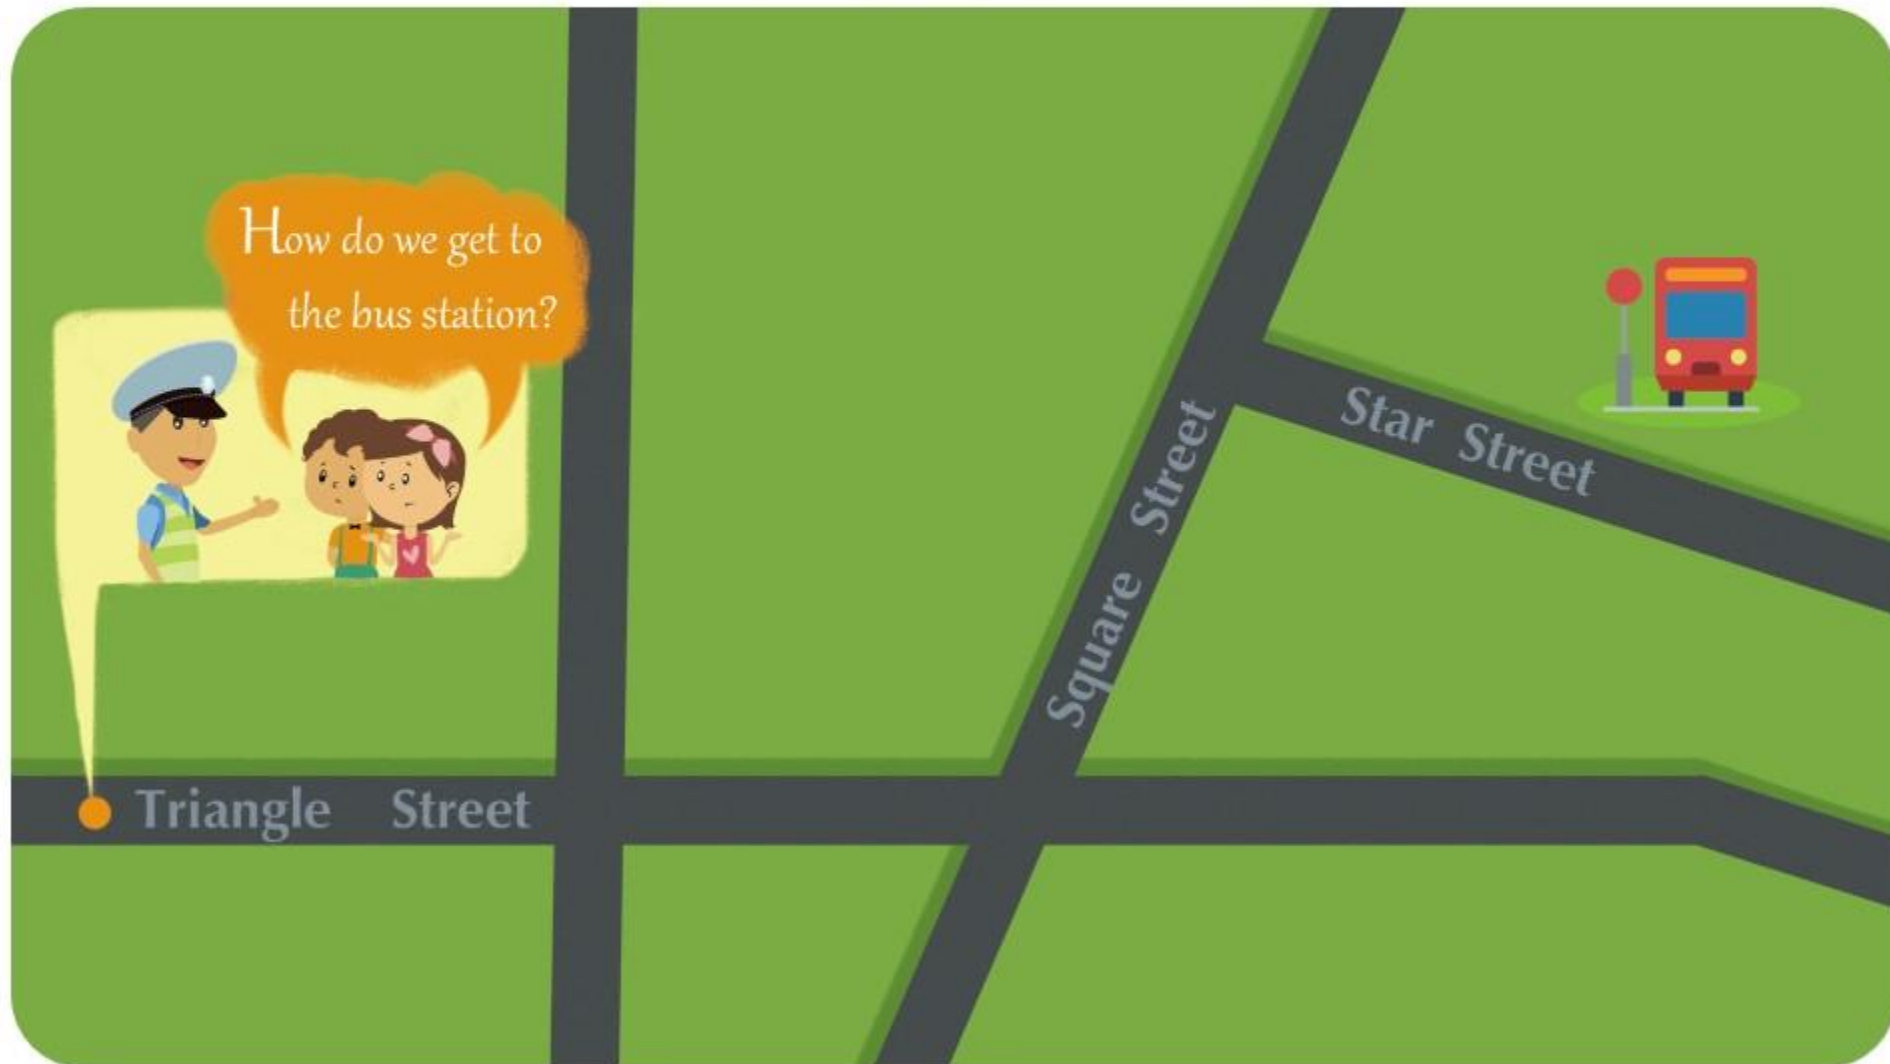 How do we get to
the bus station?
Star Street
Square Street
Triangle Street